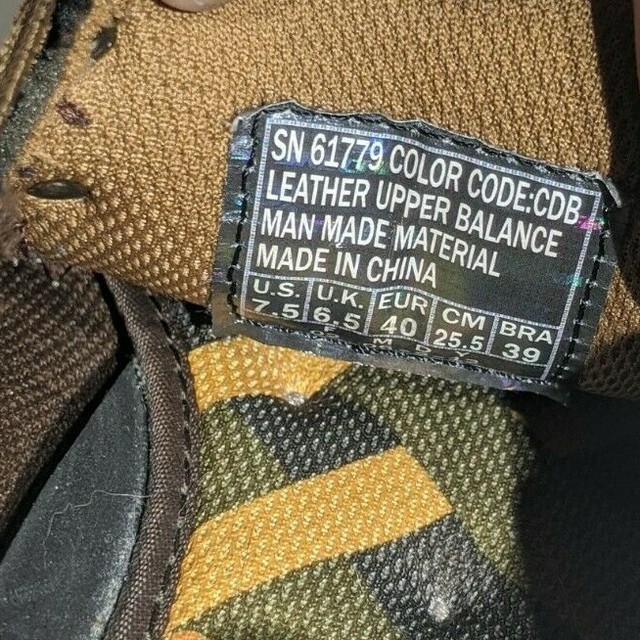 SN 61779 COLOR CODE:CDB
LEATHER UPPER BALANCE
MAN MADE MATERIAL
MADE IN CHINA
U.S. U.K. EUR CM BRA
7.5 6.5 40 25.5 39